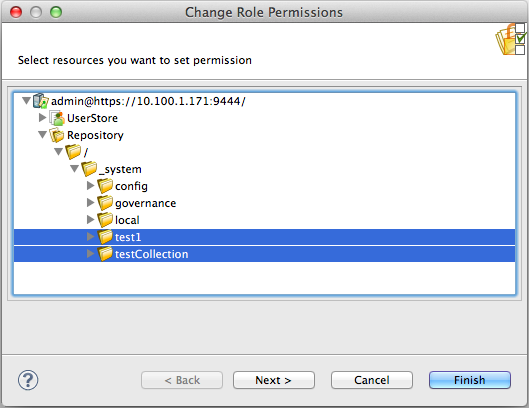 Change Role Permissions
Select resources you want to set permission
admin@https://10.100.1.171:9444/
UserStore
Repository
/
_system
config
governance
local
test1
testCollection
?
< Back
Next >
Cancel
Finish